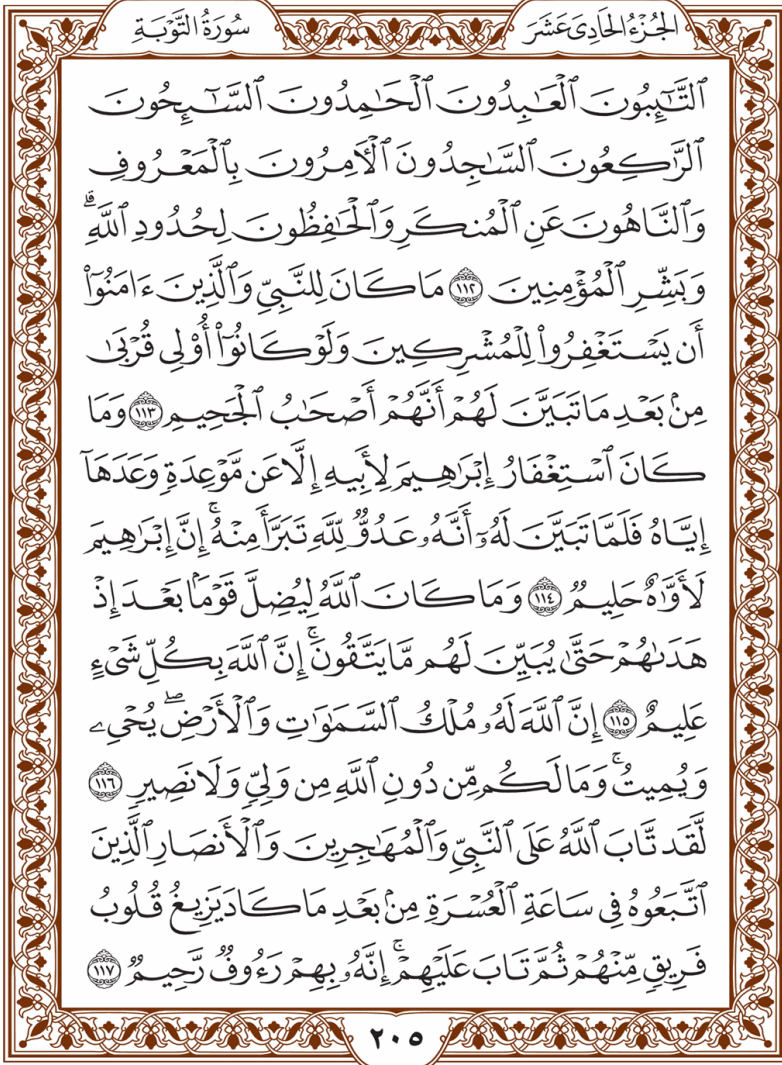 الجُزْءُ الحَادِىَ عَشَرَ
سُورَةُ التَّوْبَةِ
ٱلتَّـٰٓئِبُونَ ٱلْعَـٰبِدُونَ ٱلْحَـٰمِدُونَ ٱلسَّـٰٓئِحُونَ
ٱلرَّٰكِعُونَ ٱلسَّـٰجِدُونَ ٱلْـَٔامِرُونَ بِٱلْمَعْرُوفِ
وَٱلنَّاهُونَ عَنِ ٱلْمُنكَرِ وَٱلْحَـٰفِظُونَ لِحُدُودِ ٱللَّهِ ۗ
وَبَشِّرِ ٱلْمُؤْمِنِينَ ١١٢ مَا كَانَ لِلنَّبِىِّ وَٱلَّذِينَ ءَامَنُوٓا۟
أَن يَسْتَغْفِرُوا۟ لِلْمُشْرِكِينَ وَلَوْ كَانُوٓا۟ أُو۟لِى قُرْبَىٰ
مِنۢ بَعْدِ مَا تَبَيَّنَ لَهُمْ أَنَّهُمْ أَصْحَـٰبُ ٱلْجَحِيمِ ١١٣ وَمَا
كَانَ ٱسْتِغْفَارُ إِبْرَٰهِيمَ لِأَبِيهِ إِلَّا عَن مَّوْعِدَةٍ وَعَدَهَآ
إِيَّاهُ فَلَمَّا تَبَيَّنَ لَهُۥٓ أَنَّهُۥ عَدُوٌّ لِّلَّهِ تَبَرَّأَ مِنْهُ ۚ إِنَّ إِبْرَٰهِيمَ
لَأَوَّٰهٌ حَلِيمٌ ١١٤ وَمَا كَانَ ٱللَّهُ لِيُضِلَّ قَوْمًۢا بَعْدَ إِذْ
هَدَىٰهُمْ حَتَّىٰ يُبَيِّنَ لَهُم مَّا يَتَّقُونَ ۚ إِنَّ ٱللَّهَ بِكُلِّ شَىْءٍ
عَلِيمٌ ١١٥ إِنَّ ٱللَّهَ لَهُۥ مُلْكُ ٱلسَّمَـٰوَٰتِ وَٱلْأَرْضِ ۖ يُحْىِۦ
وَيُمِيتُ ۚ وَمَا لَكُم مِّن دُونِ ٱللَّهِ مِن وَلِىٍّ وَلَا نَصِيرٍ ١١٦
لَّقَد تَّابَ ٱللَّهُ عَلَى ٱلنَّبِىِّ وَٱلْمُهَـٰجِرِينَ وَٱلْأَنصَارِ ٱلَّذِينَ
ٱتَّبَعُوهُ فِى سَاعَةِ ٱلْعُسْرَةِ مِنۢ بَعْدِ مَا كَادَ يَزِيغُ قُلُوبُ
فَرِيقٍ مِّنْهُمْ ثُمَّ تَابَ عَلَيْهِمْ ۚ إِنَّهُۥ بِهِمْ رَءُوفٌ رَّحِيمٌ ١١٧
٢٠٥